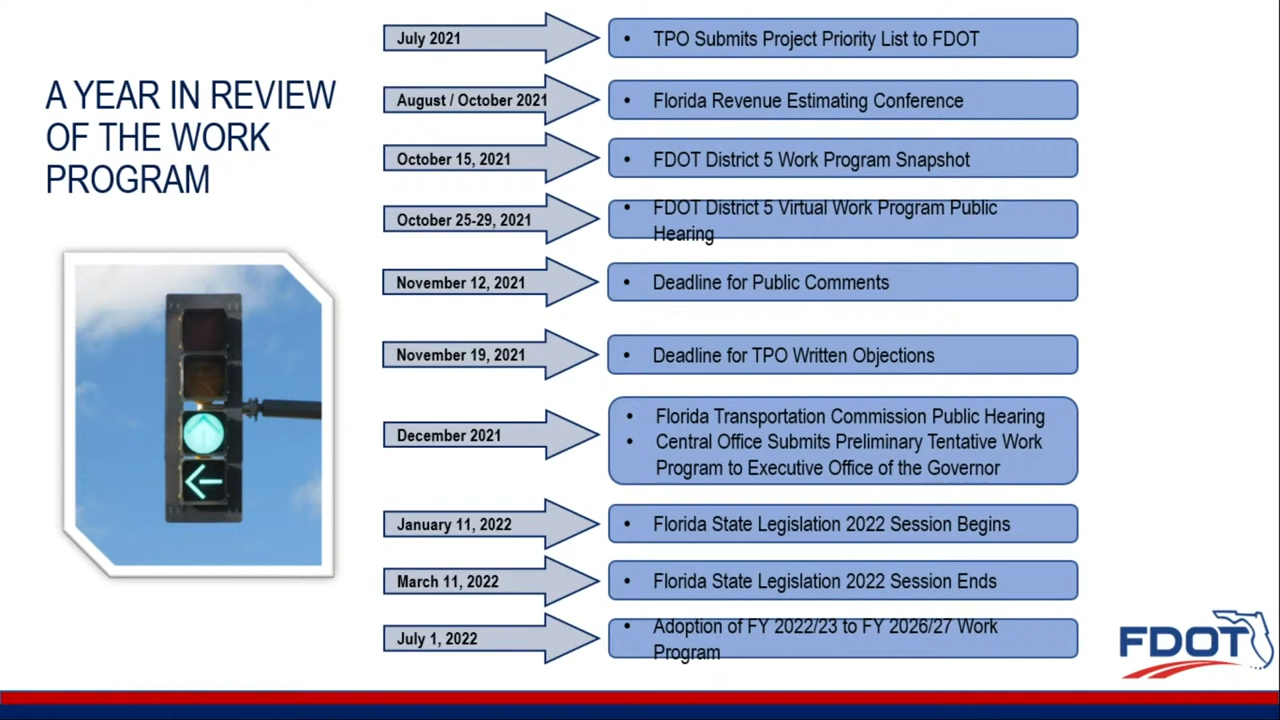 A YEAR IN REVIEW
OF THE WORK
PROGRAM
July 2021
• TPO Submits Project Priority List to FDOT
August / October 2021
• Florida Revenue Estimating Conference
October 15, 2021
• FDOT District 5 Work Program Snapshot
October 25-29, 2021
• FDOT District 5 Virtual Work Program Public
Hearing
November 12, 2021
• Deadline for Public Comments
November 19, 2021
• Deadline for TPO Written Objections
December 2021
• Florida Transportation Commission Public Hearing
• Central Office Submits Preliminary Tentative Work
Program to Executive Office of the Governor
January 11, 2022
• Florida State Legislation 2022 Session Begins
March 11, 2022
• Florida State Legislation 2022 Session Ends
July 1, 2022
• Adoption of FY 2022/23 to FY 2026/27 Work
Program
FDOT